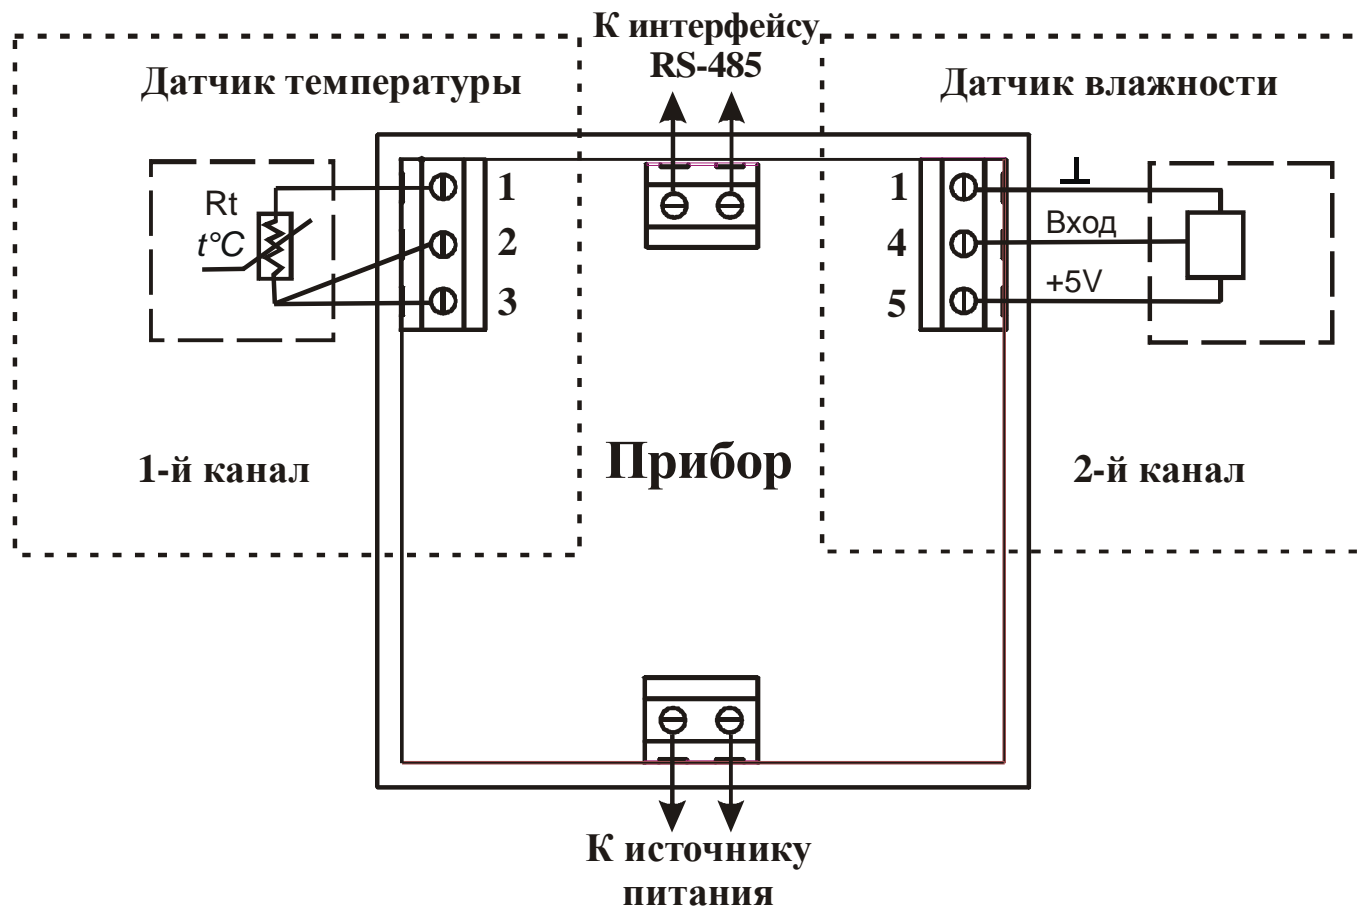 К интерфейсу
RS-485
Датчик температуры
Датчик влажности
Rt
t°C
1
2
3
1
4
5
Вход
+5V
1-й канал
Прибор
2-й канал
К источнику
питания